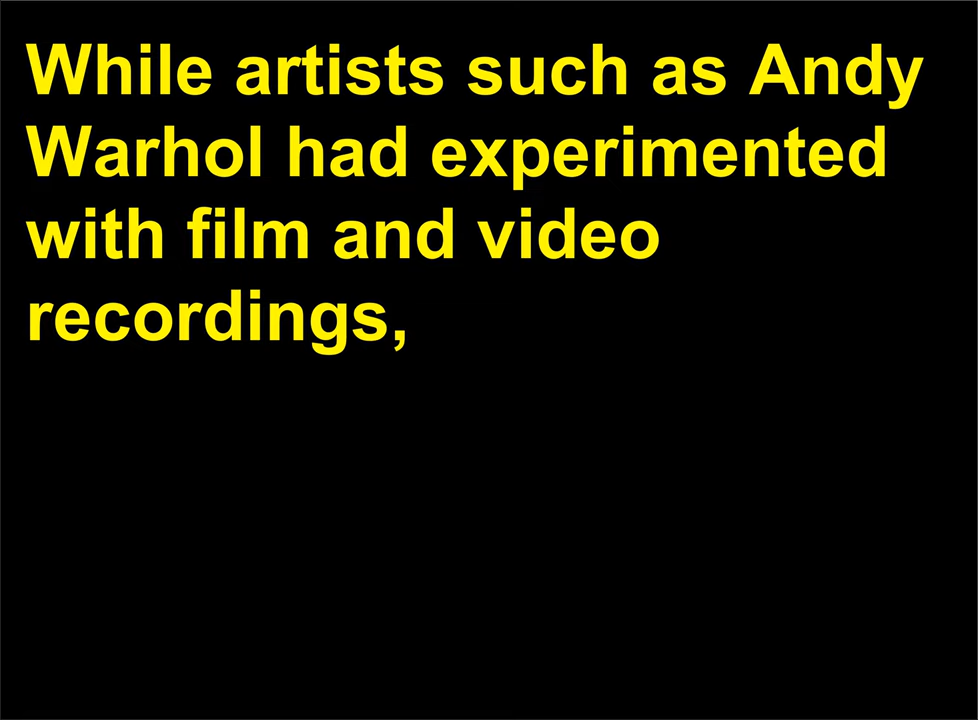 While artists such as Andy
Warhol had experimented
with film and video
recordings,